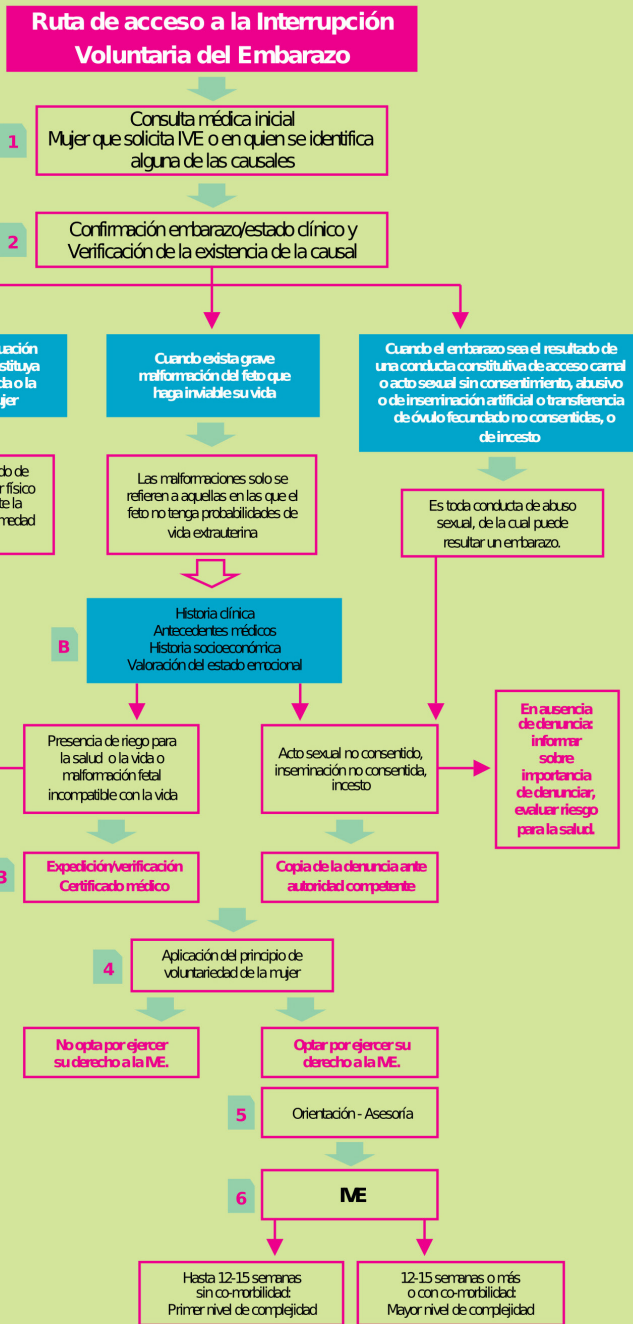 Ruta de acceso a la Interrupción
Voluntaria del Embarazo
1
Consulta médica inicial
Mujer que solicita IVE o en quien se identifica
alguna de las causales
2
Confirmación embarazo/estado clínico y
Verificación de la existencia de la causal
Cuando exista grave
malformación del feto que
haga inviable su vida
Cuando el embarazo sea el resultado de
una conducta constitutiva de acceso carnal
o acto sexual sin consentimiento, abusivo
o de inseminación artificial o transferencia
de óvulo fecundado no consentidas, o
de incesto
do de
r físico
te la
medad
Las malformaciones solo se
refieren a aquellas en las que el
feto no tenga probabilidades de
vida extrauterina
Es toda conducta de abuso
sexual, de la cual puede
resultar un embarazo.
B
Historia clínica
Antecedentes médicos
Historia socioeconómica
Valoración del estado emocional
Presencia de riego para
la salud o la vida o
malformación fetal
incompatible con la vida
Acto sexual no consentido,
inseminación no consentida,
incesto
En ausencia
de denuncia:
informar
sobre
importancia
de denunciar,
evaluar riesgo
para la salud.
3
Expedición/verificación
Certificado médico
Copia de la denuncia ante
autoridad competente
4
Aplicación del principio de
voluntariedad de la mujer
No opta por ejercer
su derecho a la IVE.
Optar por ejercer su
derecho a la IVE.
5
Orientación - Asesoría
6
IVE
Hasta 12-15 semanas
sin co-morbilidad:
Primer nivel de complejidad
12-15 semanas o más
o con co-morbilidad:
Mayor nivel de complejidad